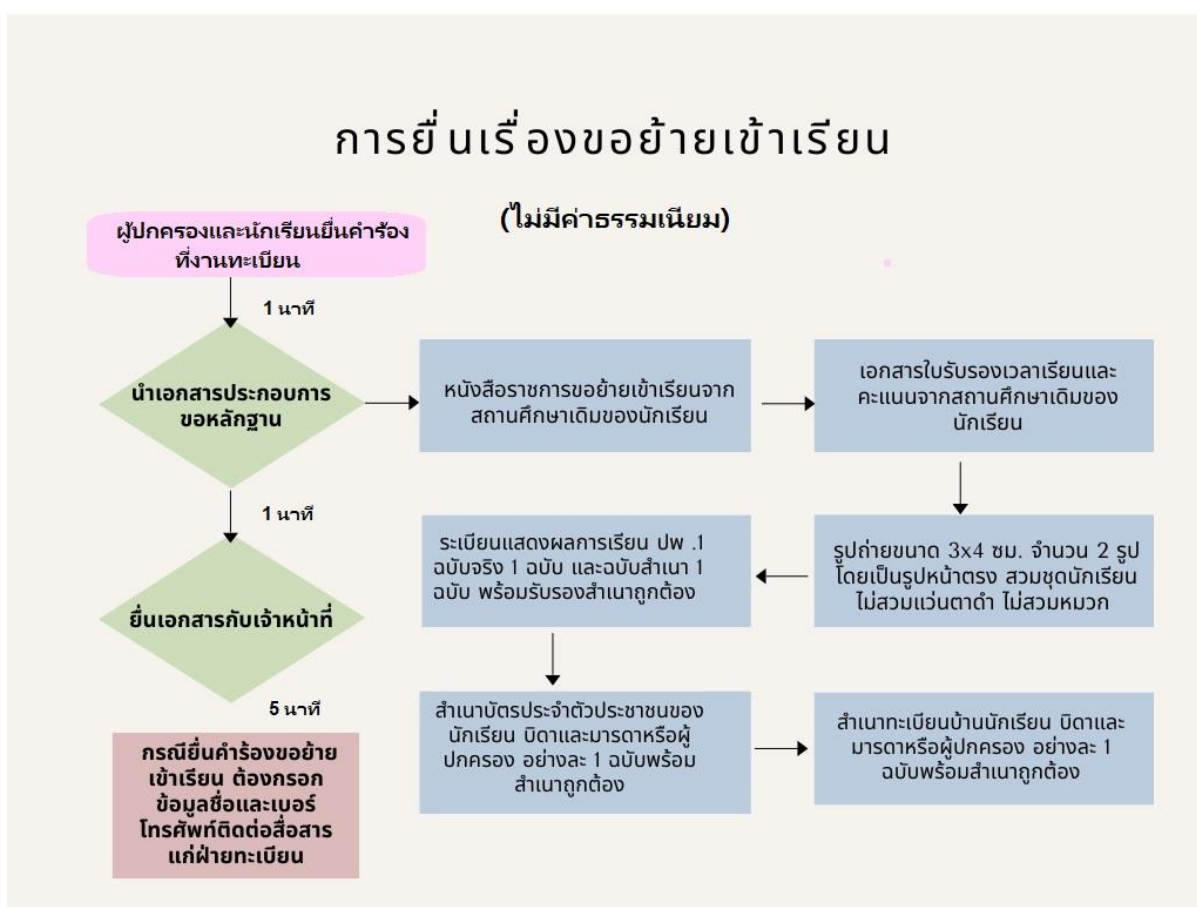 การยื่นเรื่องขอย้ายเข้าเรียน
(ไม่มีค่าธรรมเนียม)
ผู้ปกครองและนักเรียนยื่นคำร้อง
ที่งานทะเบียน
1 นาที
นำเอกสารประกอบการ
ขอหลักฐาน
หนังสือราชการขอย้ายเข้าเรียนจาก
สถานศึกษาเดิมของนักเรียน
เอกสารใบรับรองเวลาเรียนและ
คะแนนจากสถานศึกษาเดิมของ
นักเรียน
รูปถ่ายขนาด 3x4 ซม. จำนวน 2 รูป
โดยเป็นรูปหน้าตรง สวมชุดนักเรียน
ไม่สวมแว่นตาดำ ไม่สวมหมวก
ระเบียนแสดงผลการเรียน ปพ .1
ฉบับจริง 1 ฉบับ และฉบับสำเนา 1
ฉบับ พร้อมรับรองสำเนาถูกต้อง
สำเนาบัตรประจำตัวประชาชนของ
นักเรียน บิดาและมารดาหรือผู้
ปกครอง อย่างละ 1 ฉบับพร้อม
สำเนาถูกต้อง
สำเนาทะเบียนบ้านนักเรียน บิดาและ
มารดาหรือผู้ปกครอง อย่างละ 1
ฉบับพร้อมสำเนาถูกต้อง
1 นาที
ยื่นเอกสารกับเจ้าหน้าที่
5 นาที
กรณียื่นคำร้องขอย้าย
เข้าเรียน ต้องกรอก
ข้อมูลชื่อและเบอร์
โทรศัพท์ติดต่อสื่อสาร
แก่ฝ่ายทะเบียน